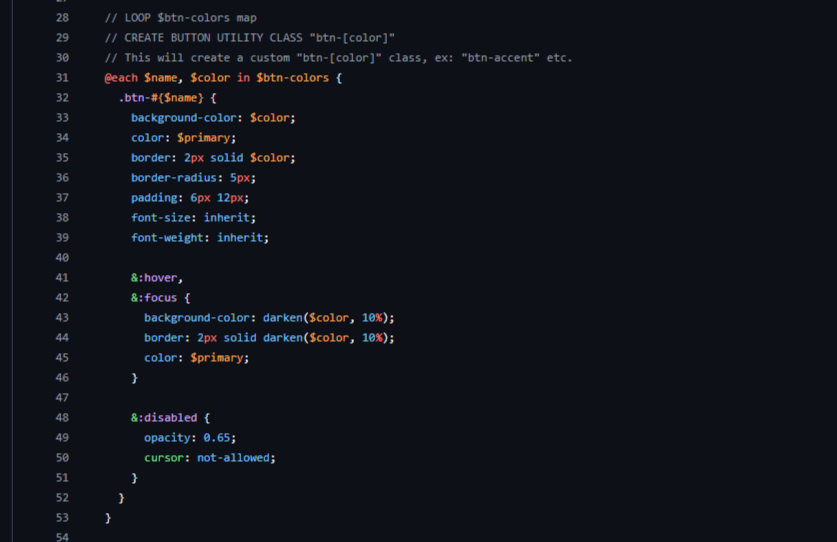 28 // LOOP $btn-colors map
29 // CREATE BUTTON UTILITY CLASS "btn-[color]"
30 // This will create a custom "btn-[color]" class, ex: "btn-accent" etc.
31 @each $name, $color in $btn-colors {
32   .btn-#{$name} {
33     background-color: $color;
34     color: $primary;
35     border: 2px solid $color;
36     border-radius: 5px;
37     padding: 6px 12px;
38     font-size: inherit;
39     font-weight: inherit;
40
41     &:hover,
42     &:focus {
43       background-color: darken($color, 10%);
44       border: 2px solid darken($color, 10%);
45       color: $primary;
46     }
47
48     &:disabled {
49       opacity: 0.65;
50       cursor: not-allowed;
51     }
52   }
53 }
54